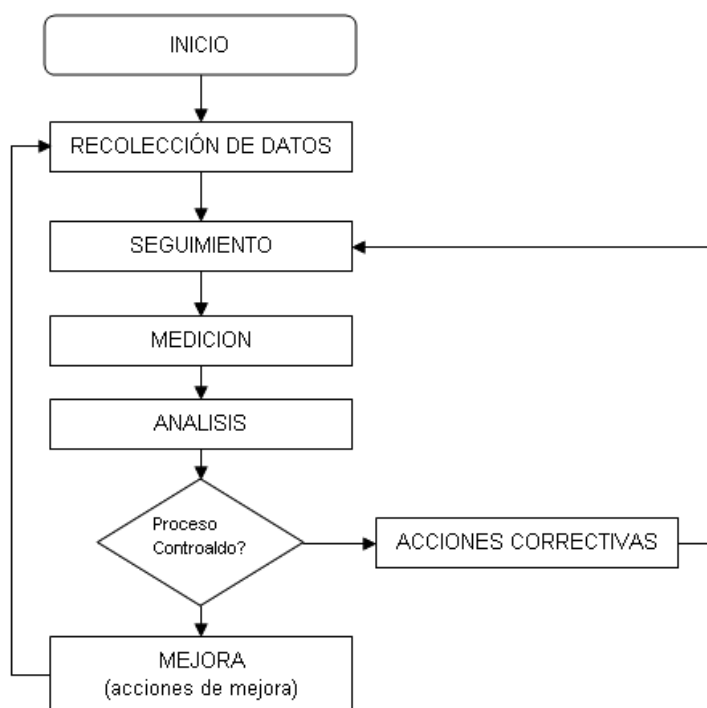 INICIO
RECOLECCIÓN DE DATOS
SEGUIMIENTO
MEDICION
ANALISIS
Proceso
Controaldo?
ACCIONES CORRECTIVAS
MEJORA
(acciones de mejora)